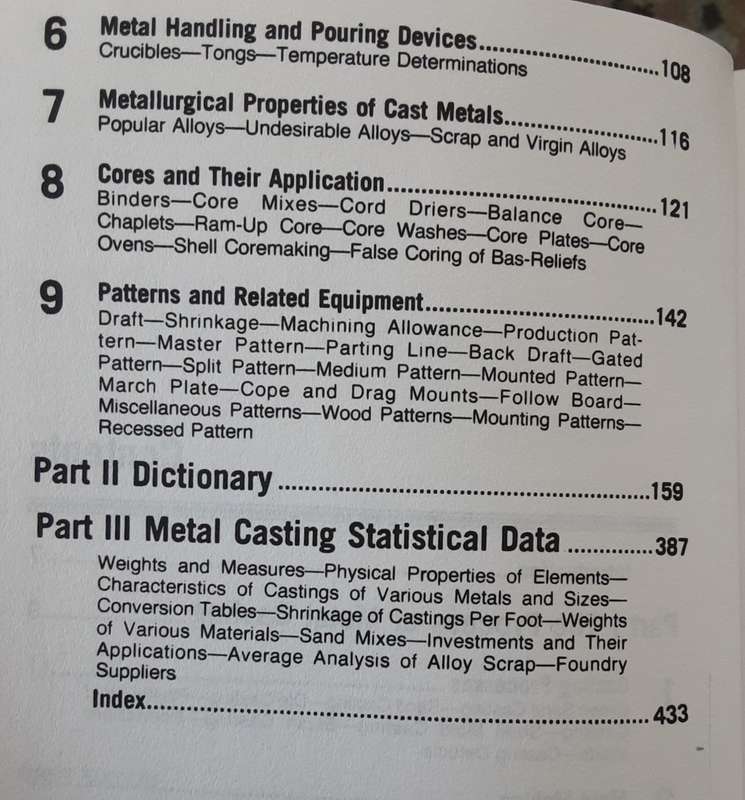 6 Metal Handling and Pouring Devices..............................108
Crucibles—Tongs—Temperature Determinations
7 Metallurgical Properties of Cast Metals.........................116
Popular Alloys—Undesirable Alloys—Scrap and Virgin Alloys
8 Cores and Their Application..........................................121
Binders—Core Mixes—Cord Driers—Balance Core—
Chaplets—Ram-Up Core—Core Washes—Core Plates—Core
Ovens—Shell Coremaking—False Coring of Bas-Reliefs
9 Patterns and Related Equipment...................................142
Draft—Shrinkage—Machining Allowance—Production Pat-
tern—Master Pattern—Parting Line—Back Draft—Gated
Pattern—Split Pattern—Medium Pattern—Mounted Pattern—
March Plate—Cope and Drag Mounts—Follow Board—
Miscellaneous Patterns—Wood Patterns—Mounting Patterns—
Recessed Pattern
Part II Dictionary......................................................159
Part III Metal Casting Statistical Data..............387
Weights and Measures—Physical Properties of Elements—
Characteristics of Castings of Various Metals and Sizes—
Conversion Tables—Shrinkage of Castings Per Foot—Weights
of Various Materials—Sand Mixes—Investments and Their
Applications—Average Analysis of Alloy Scrap—Foundry
Suppliers
Index..............................................................................433